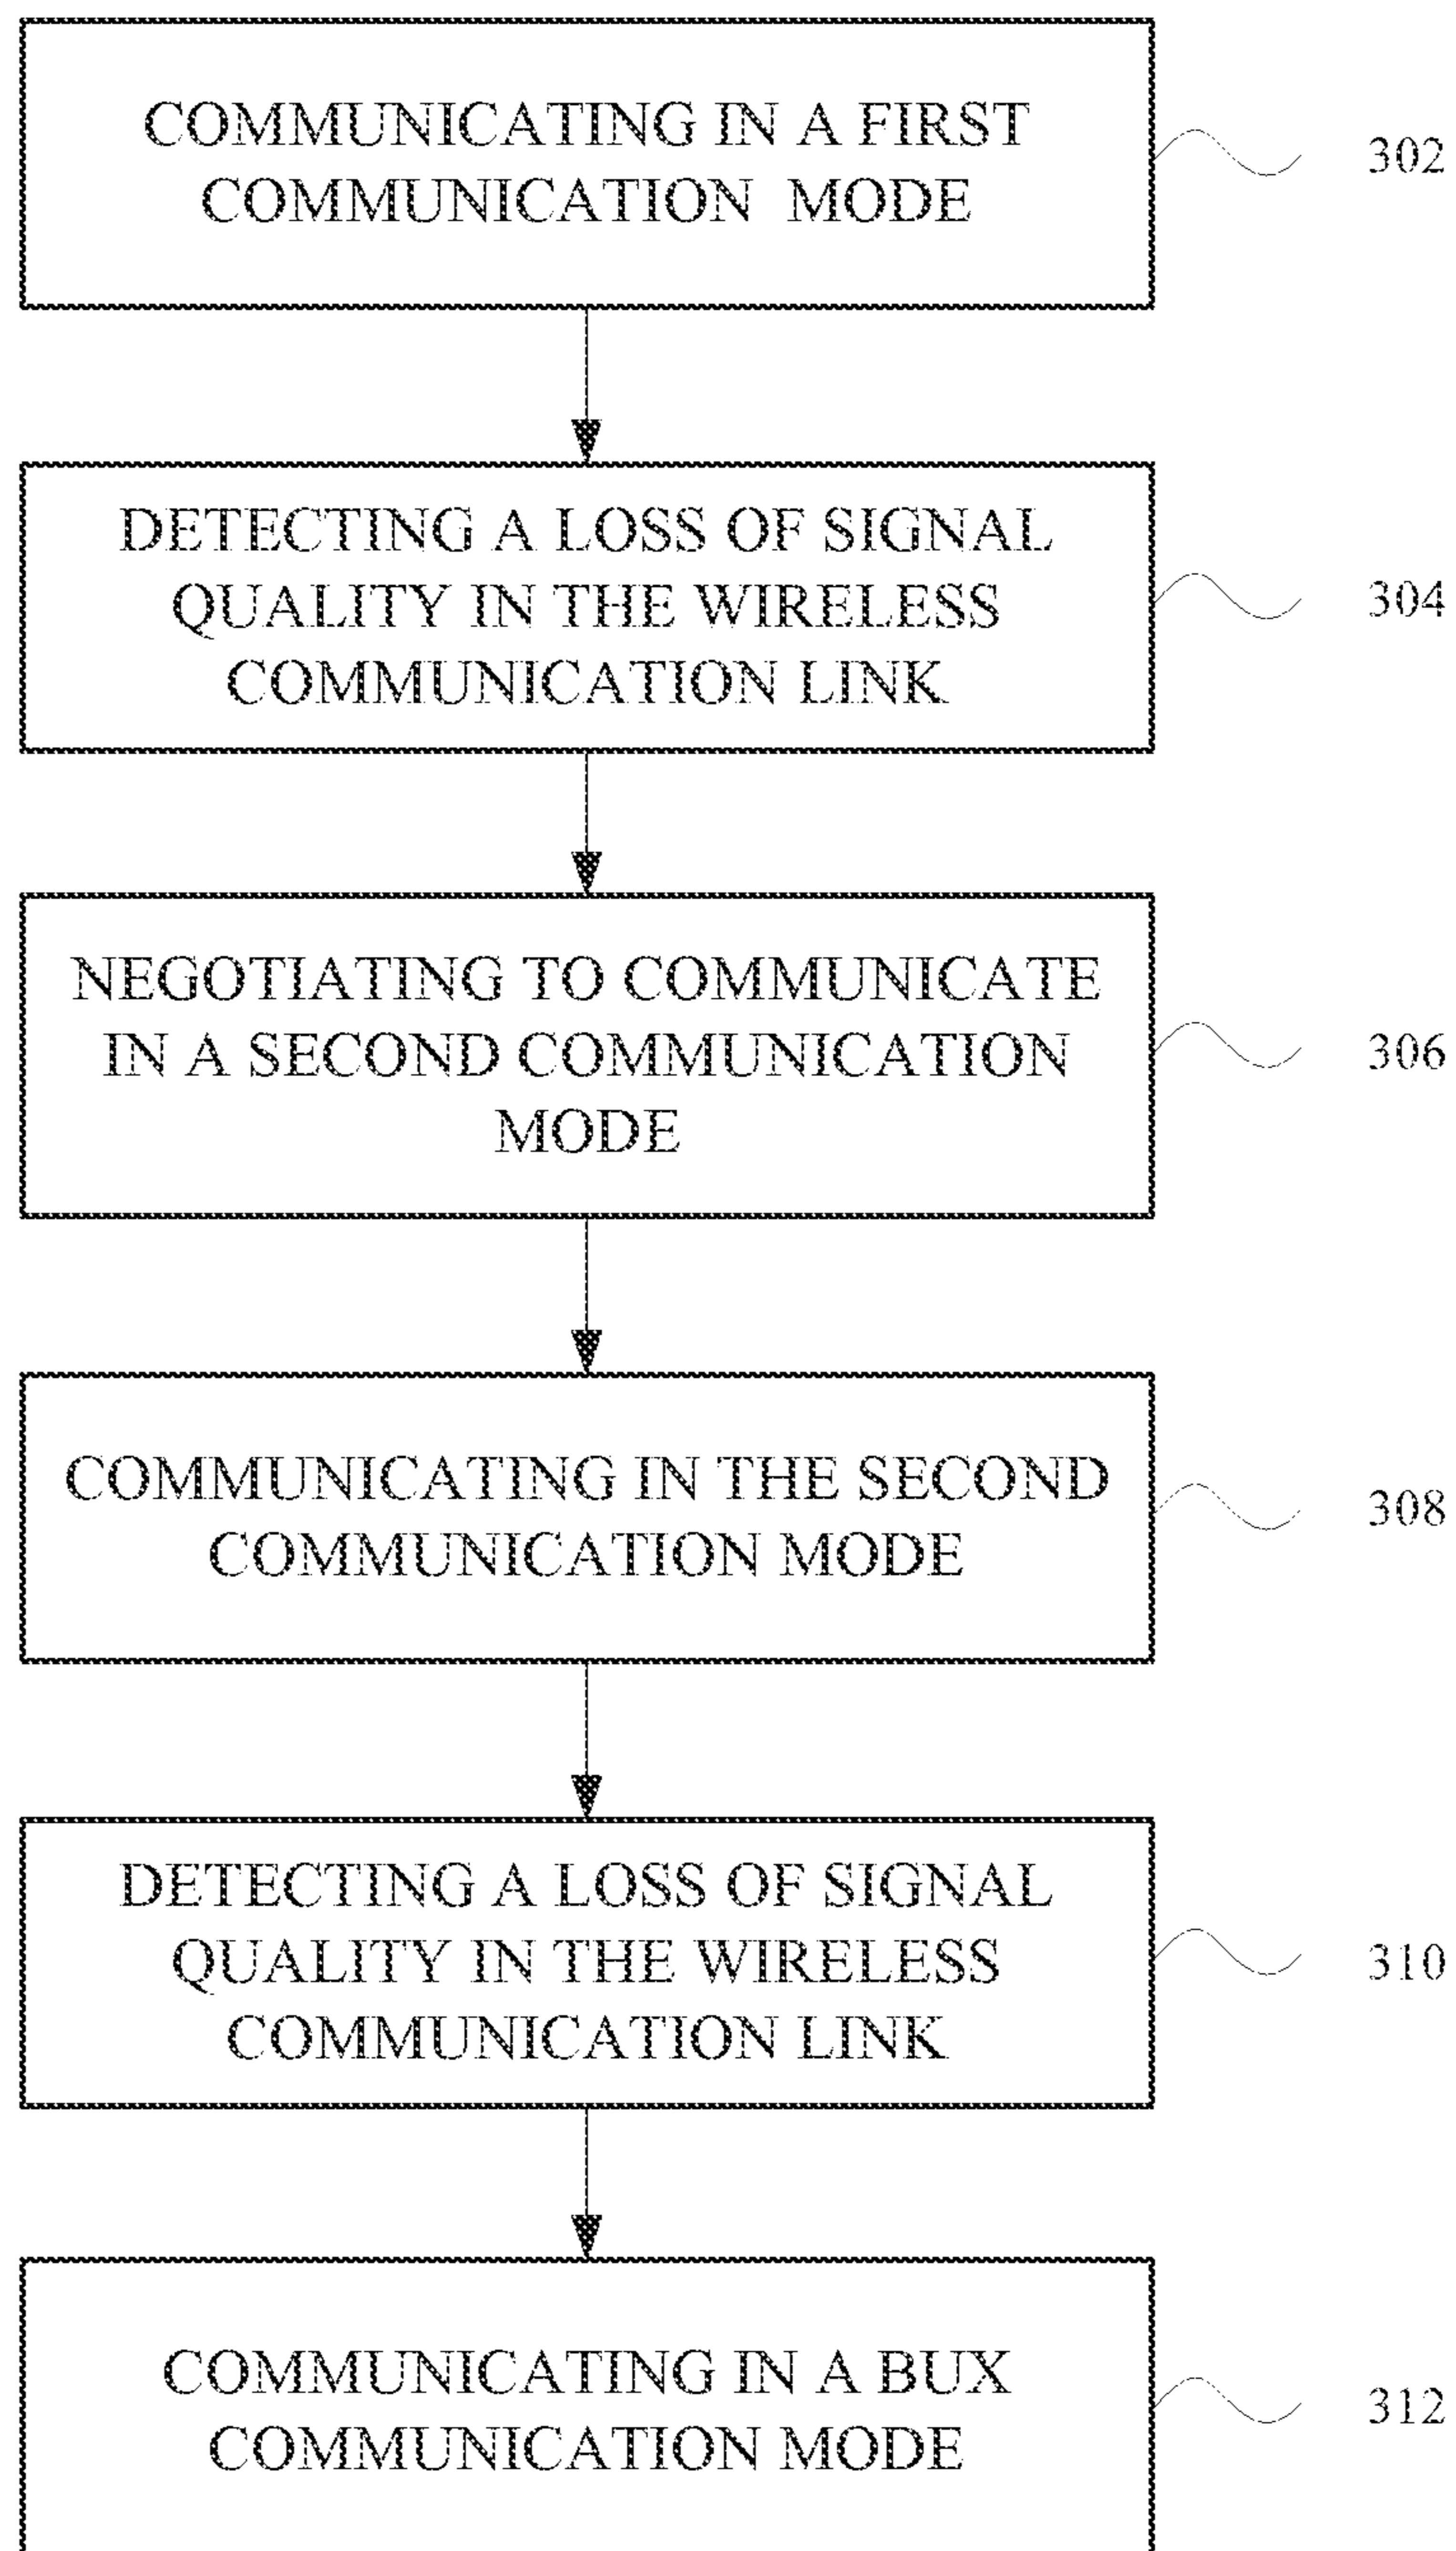 COMMUNICATING IN A FIRST
COMMUNICATION MODE
302
DETECTING A LOSS OF SIGNAL
QUALITY IN THE WIRELESS
COMMUNICATION LINK
304
NEGOTIATING TO COMMUNICATE
IN A SECOND COMMUNICATION
MODE
306
COMMUNICATING IN THE SECOND
COMMUNICATION MODE
308
DETECTING A LOSS OF SIGNAL
QUALITY IN THE WIRELESS
COMMUNICATION LINK
310
COMMUNICATING IN A BUX
COMMUNICATION MODE
312